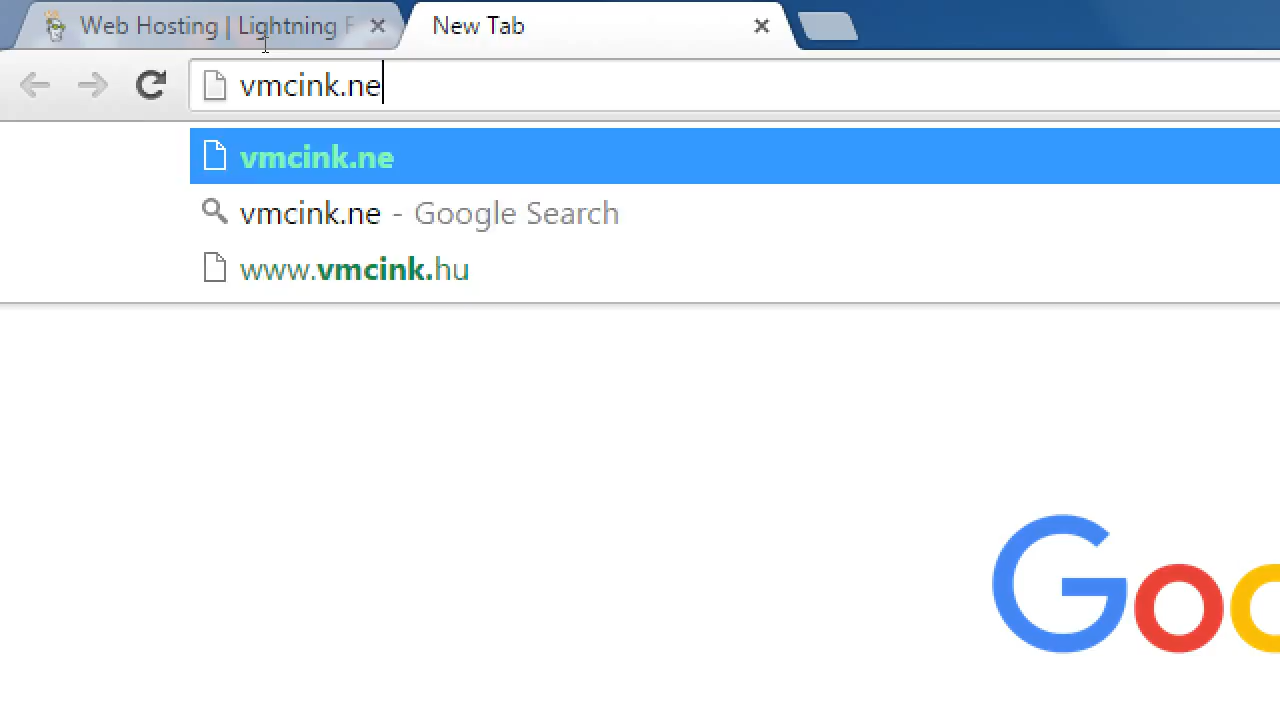 Web Hosting | Lightning F
New Tab
vmcink.ne
vmcink.ne
vmcink.ne - Google Search
www.vmcink.hu
Goo